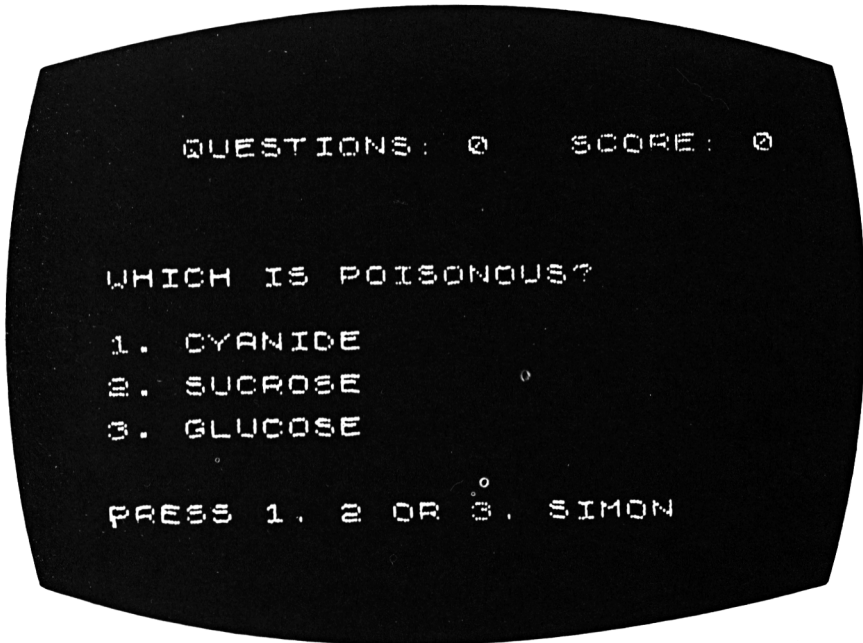 QUESTIONS: 0 SCORE: 0
WHICH IS POISONOUS?
1. CYANIDE
2. SUCROSE
3. GLUCOSE
PRESS 1, 2 OR 3, SIMON